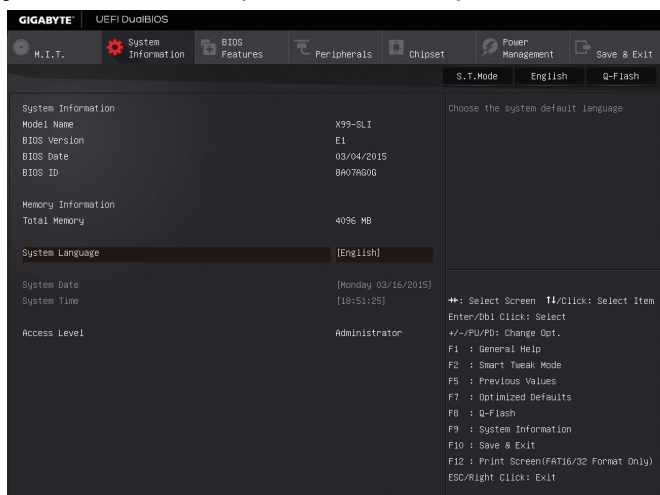 GIGABYTE™ UEFI DualBIOS
M.I.T.
System Information
BIOS Features
Peripherals
Chipset
Power Management
Save & Exit
S.T.Mode English Q-Flash
System Information
Model Name X99-SLI
BIOS Version E1
BIOS Date 03/04/2015
BIOS ID 8A07AG0G
Memory Information
Total Memory 4096 MB
System Language [English]
System Date [Monday 03/16/2015]
System Time [18:51:25]
Access Level Administrator
Choose the system default language
→←: Select Screen ↑↓/Click: Select Item
Enter/Dbl Click: Select
+/-/PU/PD: Change Opt.
F1 : General Help
F2 : Smart Tweak Mode
F5 : Previous Values
F7 : Optimized Defaults
F8 : Q-Flash
F9 : System Information
F10 : Save & Exit
F12 : Print Screen(FAT16/32 Format Only)
ESC/Right Click: Exit